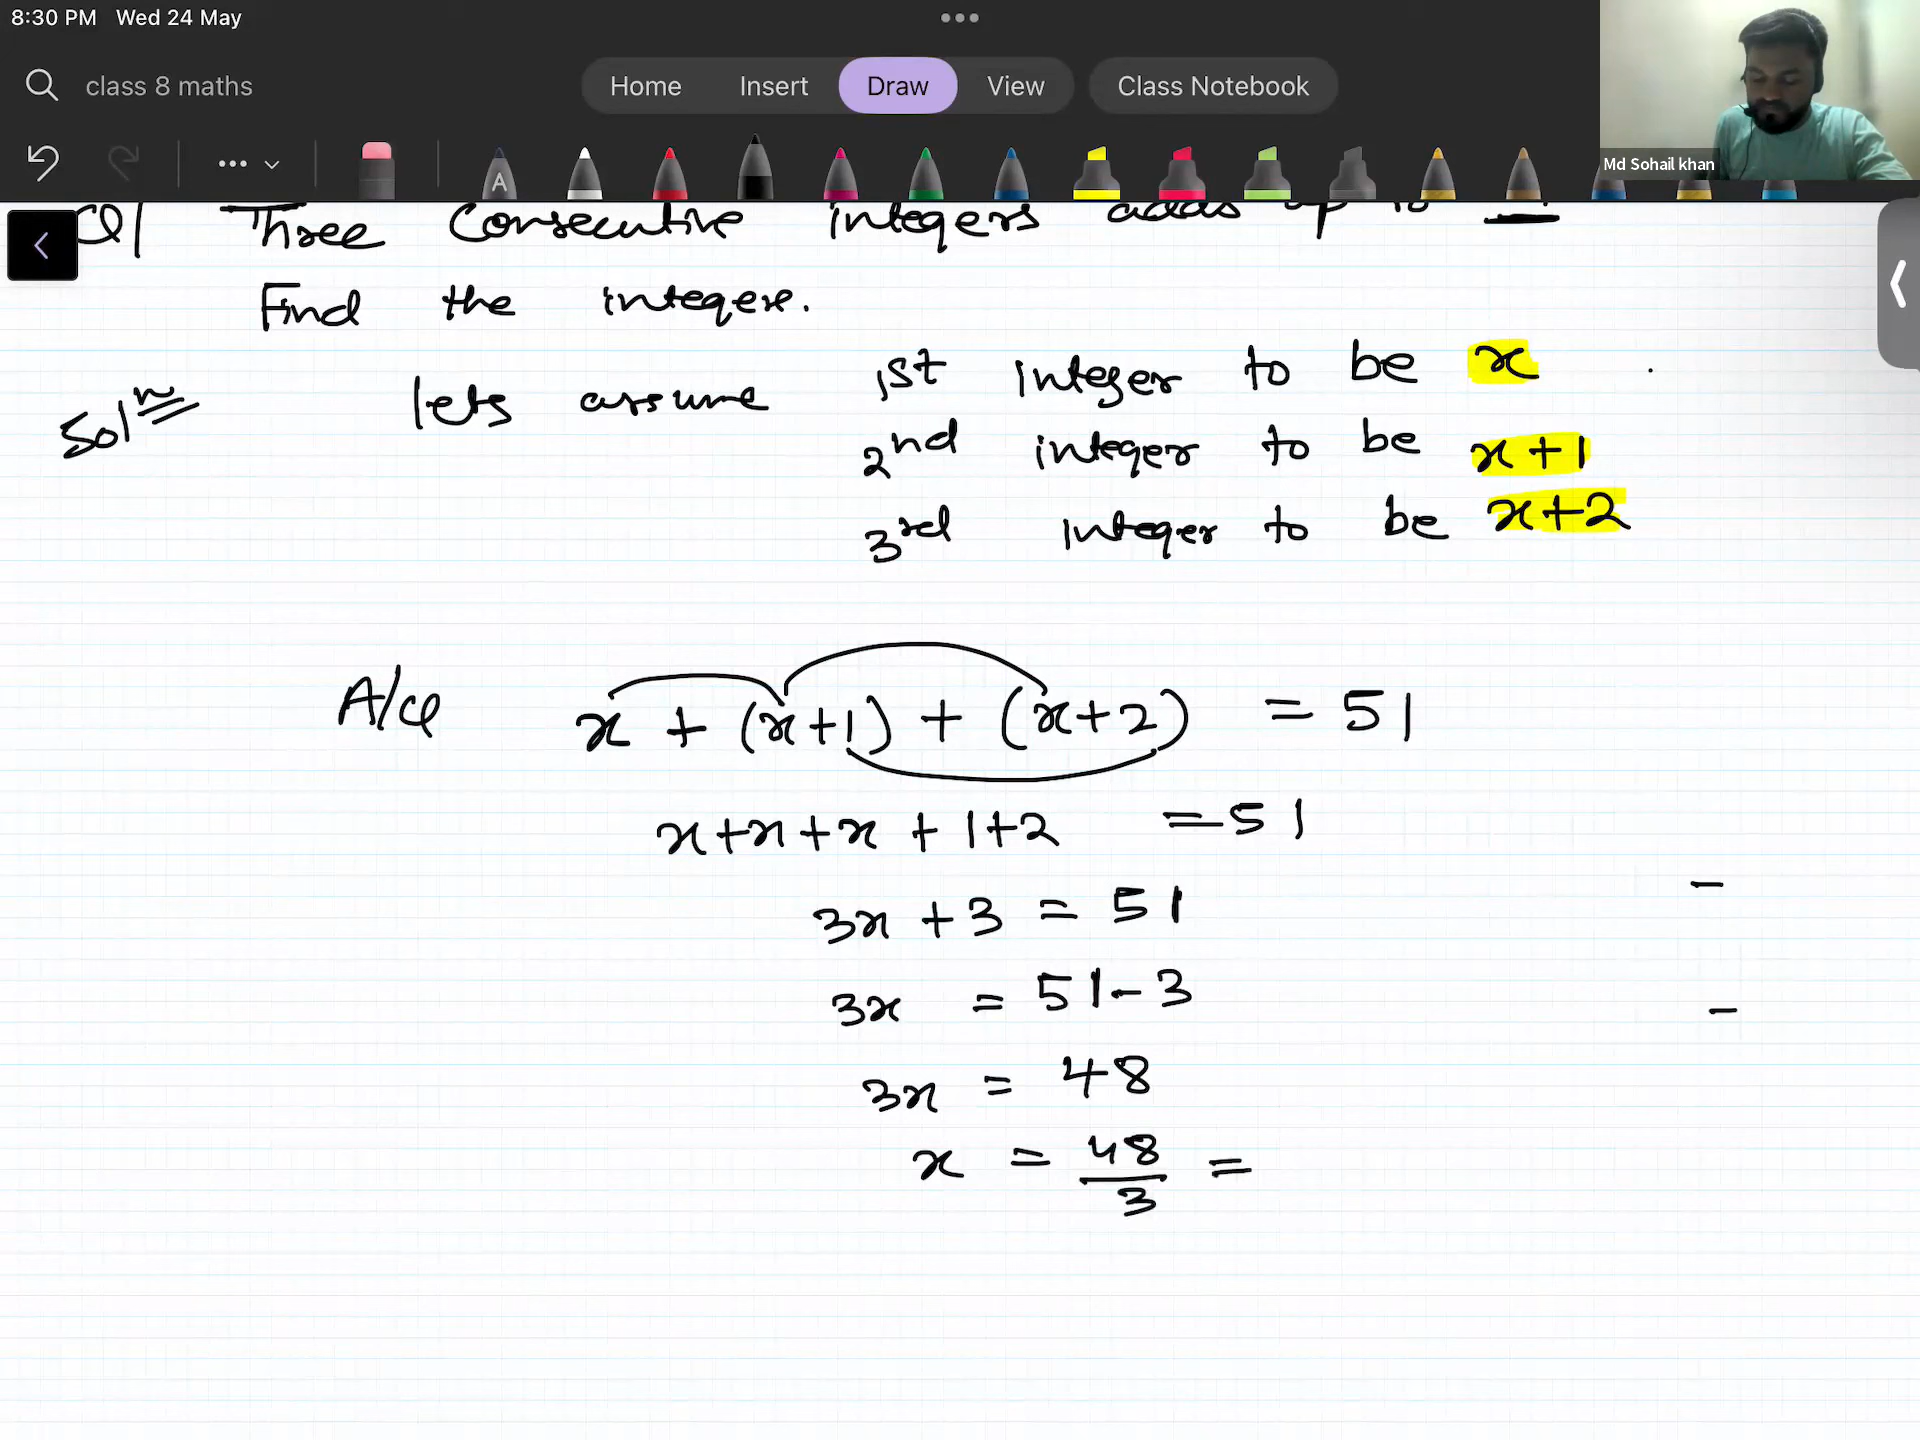 8:30 PM Wed 24 May
class 8 maths
Home Insert Draw View Class Notebook
A
Md Sohail khan
Q/ Three Consecutive integers adds up to
Find the integers.
Solⁿ lets assume 1st integer to be x
2nd integer to be x+1
3rd integer to be x+2
A/Q x + (x+1) + (x+2) = 51
x+x+x + 1+2 = 51
3x + 3 = 51
3x = 51-3
3x = 48
x = 48/3 =